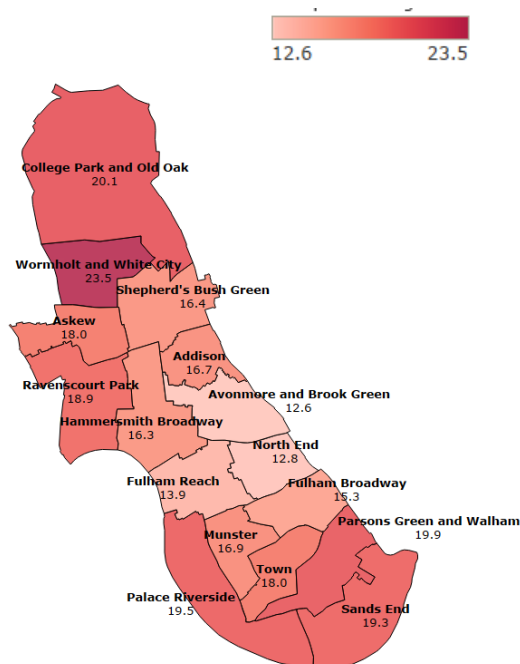 12.6 23.5
College Park and Old Oak
20.1
Wormholt and White City
23.5
Shepherd's Bush Green
16.4
Askew
18.0
Addison
16.7
Ravenscourt Park
18.9
Avonmore and Brook Green
12.6
Hammersmith Broadway
16.3
North End
12.8
Fulham Reach
13.9
Fulham Broadway
15.3
Parsons Green and Walham
19.9
Munster
16.9
Town
18.0
Palace Riverside
19.5
Sands End
19.3